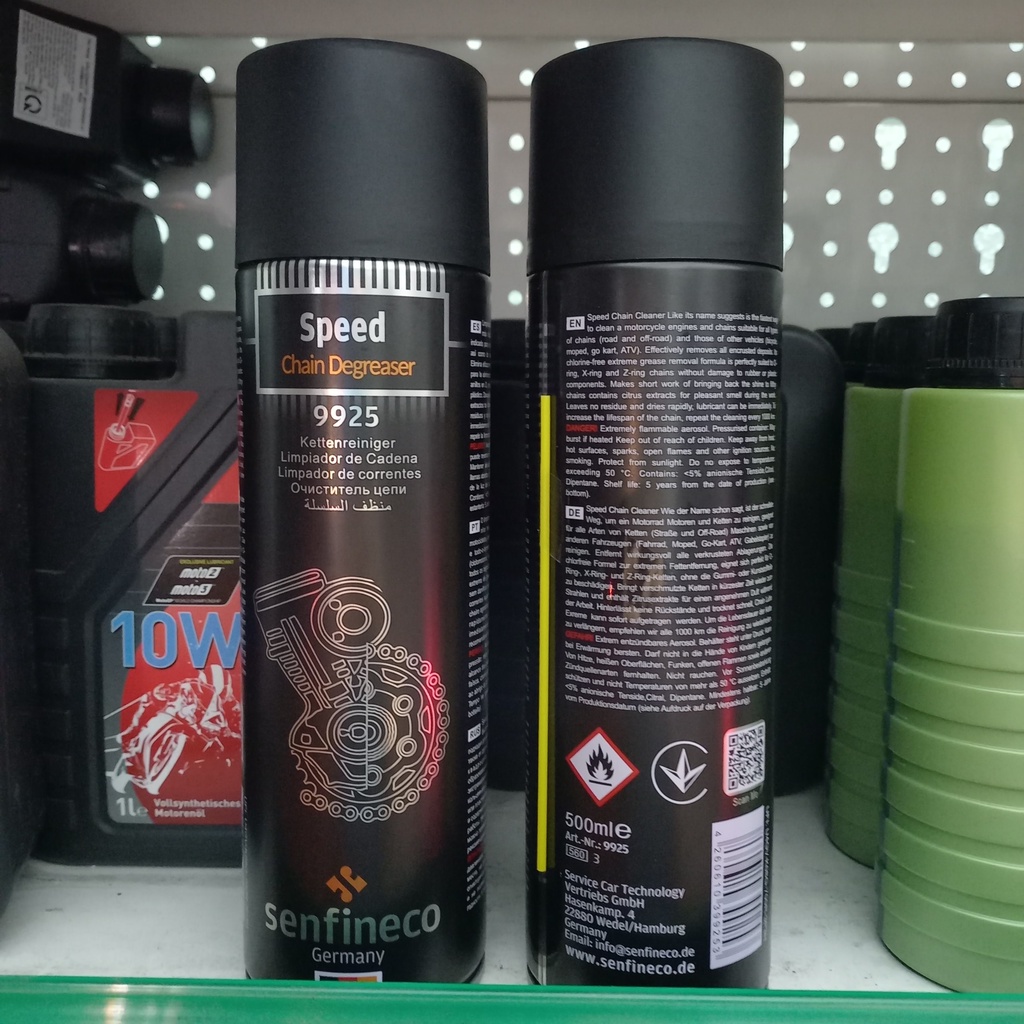 Speed
Chain Degreaser
9925
Kettenreiniger
Limpiador de Cadena
Limpador de correntes
Очиститель цепи
منظف السلسلة
senfineco
Germany
ES
PT
RUS
EN Speed Chain Cleaner Like its name suggests is the fastest way
to clean a motorcycle engines and chains suitable for all types
of chains (road and off-road) and those of other vehicles (bicycle,
moped, go kart, ATV). Effectively removes all encrusted deposits.
chlorine-free extreme grease removal formula is perfectly suited
ring, X-ring and Z-ring chains without damage to rubber or
components. Makes short work of bringing back the shine to
chains contains citrus extracts for pleasant smell during the
Leaves no residue and dries rapidly, lubricant can be immediately
increase the lifespan of the chain, repeat the cleaning every 1000
DANGER! Extremely flammable aerosol. Pressurised container: May
burst if heated Keep out of reach of children. Keep away from
hot surfaces, sparks, open flames and other ignition sources. No
smoking. Protect from sunlight. Do no expose to temperatures
exceeding 50 °C. Contains: <5% anionische Tenside,Citral,
Dipentane. Shelf life: 5 years from the date of production (see
bottom).
DE Speed Chain Cleaner Wie der Name schon sagt, ist der schnellste
Weg, um ein Motorrad Motoren und Ketten zu reinigen, geeignet
für alle Arten von Ketten (Straße und Off-Road) Maschinen sowie
anderen Fahrzeugen (Fahrrad, Moped, Go-Kart, ATV,
reinigen. Entfernt wirkungsvoll alle verkrusteten Ablagerungen. Die
chlorfreie Formel zur extremen Fettentfernung, eignet sich perfekt
Ring-, X-Ring- und Z-Ring-Ketten, ohne die Gummi- oder
zu beschädigen. Bringt verschmutzte Ketten in kürzester Zeit wieder zum
Strahlen und enthält Zitrusextrakte für einen angenehmen Duft während
der Arbeit. Hinterlässt keine Rückstände und trocknet schnell,
Extreme kann sofort aufgetragen werden. Um die Lebensdauer der Kette
zu verlängern, empfehlen wir alle 1000 km die Reinigung zu
GEFAHR! Extrem entzündbares Aerosol. Behälter steht unter Druck: Kann
bei Erwärmung bersten. Darf nicht in die Hände von Kindern gelangen.
Von Hitze, heißen Oberflächen, Funken, offenen Flammen sowie anderen
Zündquellenarten fernhalten. Nicht rauchen. Vor Sonnenbestrahlung
schützen und nicht Temperaturen von mehr als 50 °C aussetzen.
<5% anionische Tenside,Citral, Dipentane. Mindestens haltbar: 5 Jahre
vom Produktionsdatum (siehe Aufdruck auf der Verpackung).
Scan Me
500ml e
Art.-Nr.: 9925
560 3
Service Car Technology
Vertriebs GmbH
Hasenkamp. 4
22880 Wedel/Hamburg
Germany
Email: info@senfineco.de
www.senfineco.de
4 260610 399253
moto2
moto3
10W
1Le
Vollsynthetisches
Motorenöl